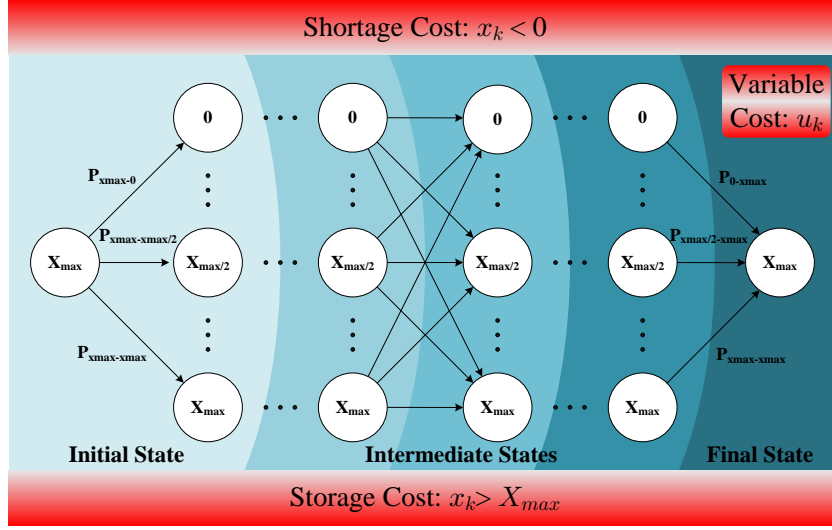 Shortage Cost: x_k < 0
Variable
Cost: u_k
0 0 0 0
P_xmax-0 P_0-xmax
P_xmax-xmax/2 P_xmax/2-xmax
X_max X_max/2 X_max/2 X_max/2 X_max/2 X_max
P_xmax-xmax P_xmax-xmax
X_max X_max X_max X_max
Initial State Intermediate States Final State
Storage Cost: x_k > X_max